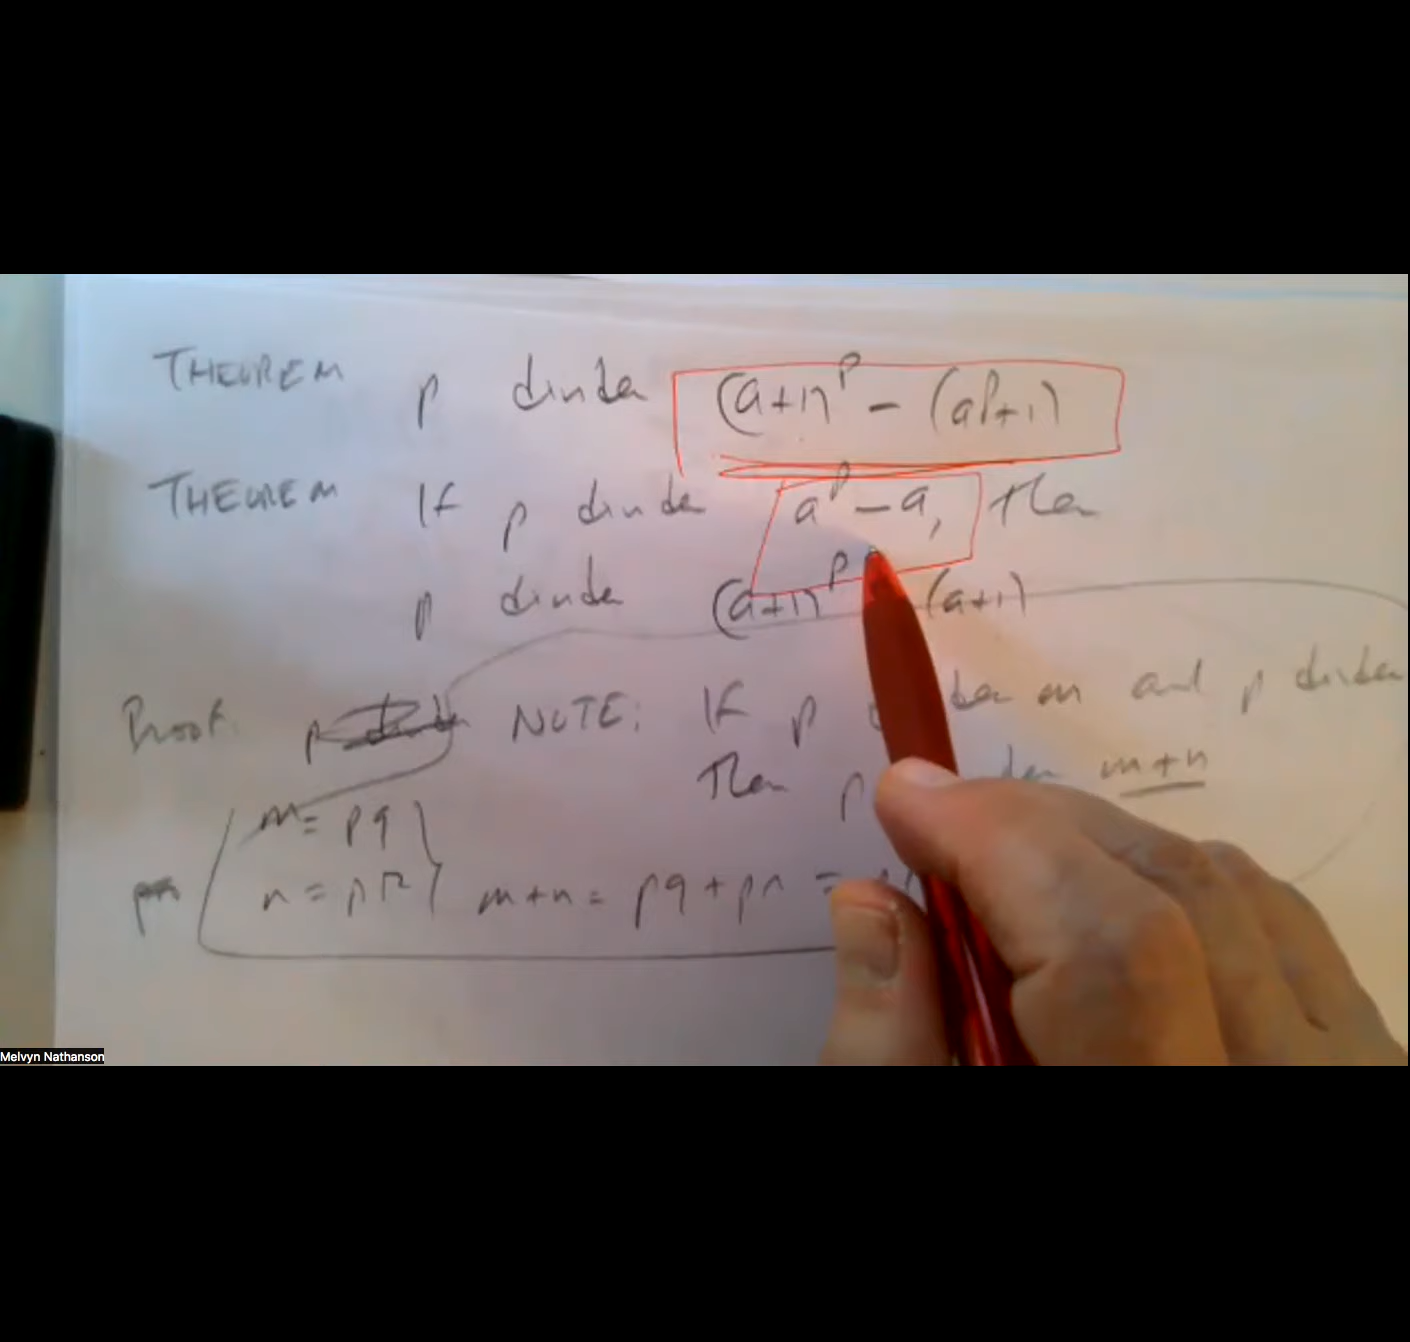 THEOREM p divides (a+1)^p - (a^p+1)
THEOREM If p divides a^p - a, then
p divides (a+1)^p (a+1)
Proof. p NOTE: If p m and p divides
Then p m+n
m = pq
n = pr m+n = pq + pr =
Melvyn Nathanson